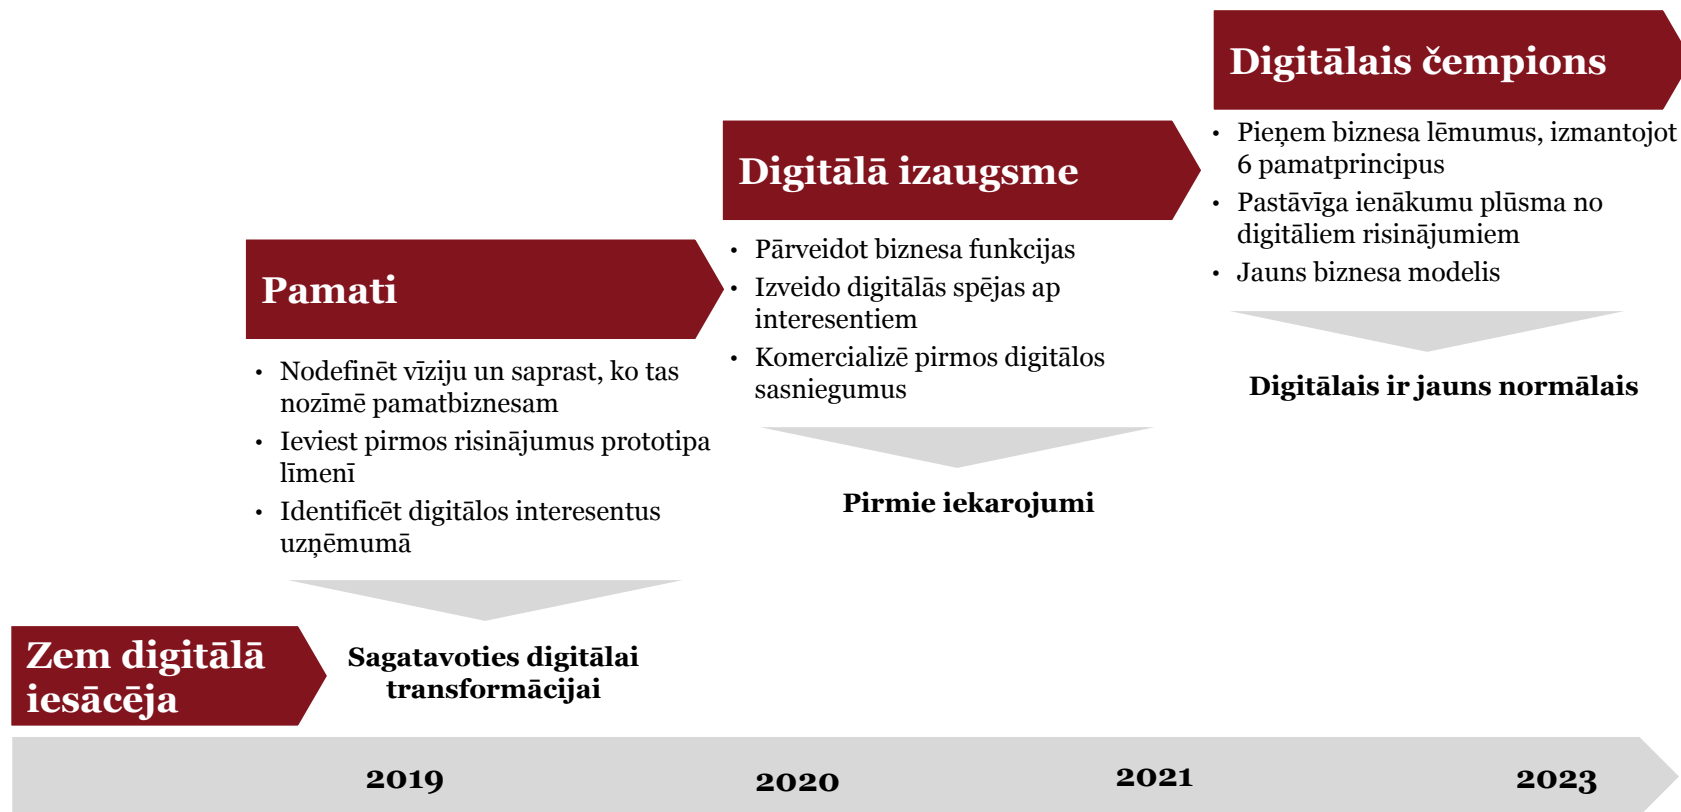 Digitālais čempions
• Pieņem biznesa lēmumus, izmantojot
6 pamatprincipus
• Pastāvīga ienākumu plūsma no
digitāliem risinājumiem
• Jauns biznesa modelis
Digitālais ir jauns normālais
Digitālā izaugsme
• Pārveidot biznesa funkcijas
• Izveido digitālās spējas ap
interesentiem
• Komercializē pirmos digitālos
sasniegumus
Pirmie iekarojumi
Pamati
• Nodefinēt vīziju un saprast, ko tas
nozīmē pamatbiznesam
• Ieviest pirmos risinājumus prototipa
līmenī
• Identificēt digitālos interesentus
uzņēmumā
Sagatavoties digitālai
transformācijai
Zem digitālā
iesācēja
2019
2020
2021
2023